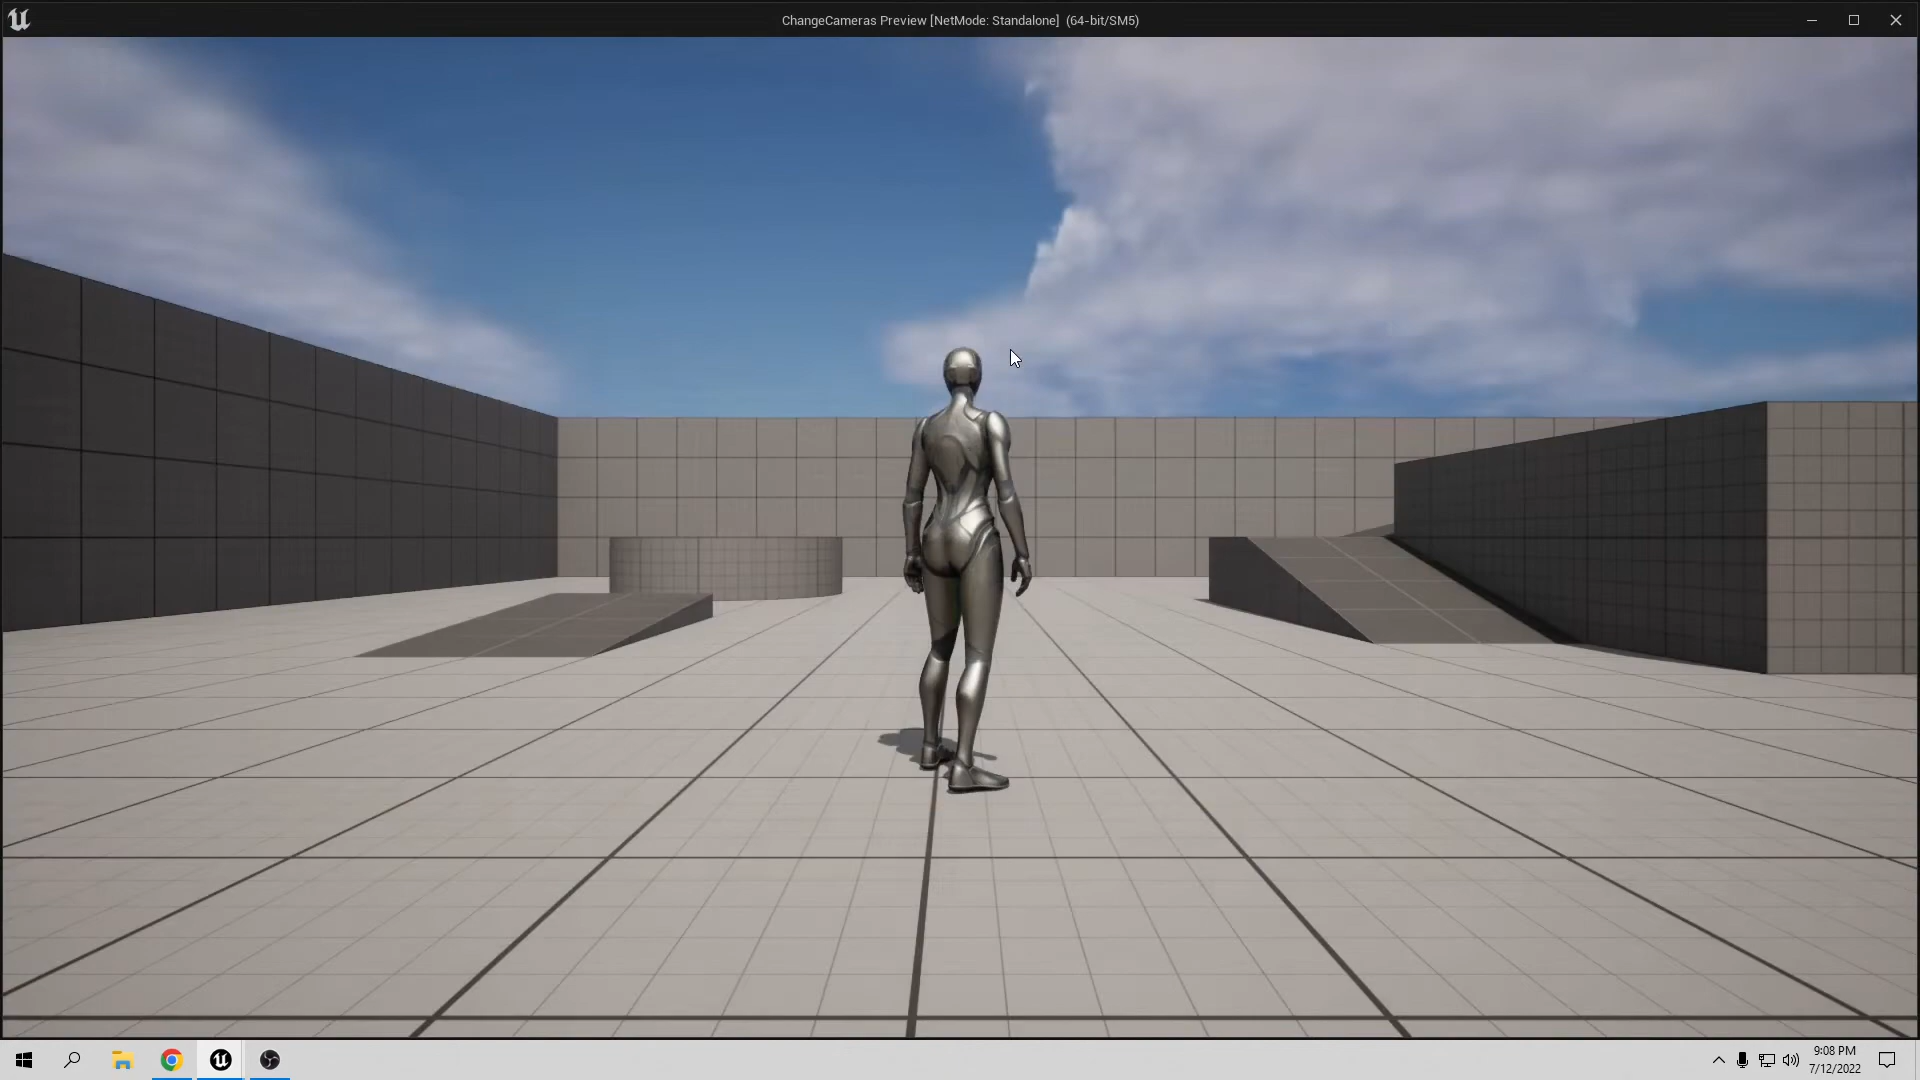 ChangeCameras Preview [NetMode: Standalone]  (64-bit/SM5)
9:08 PM
7/12/2022